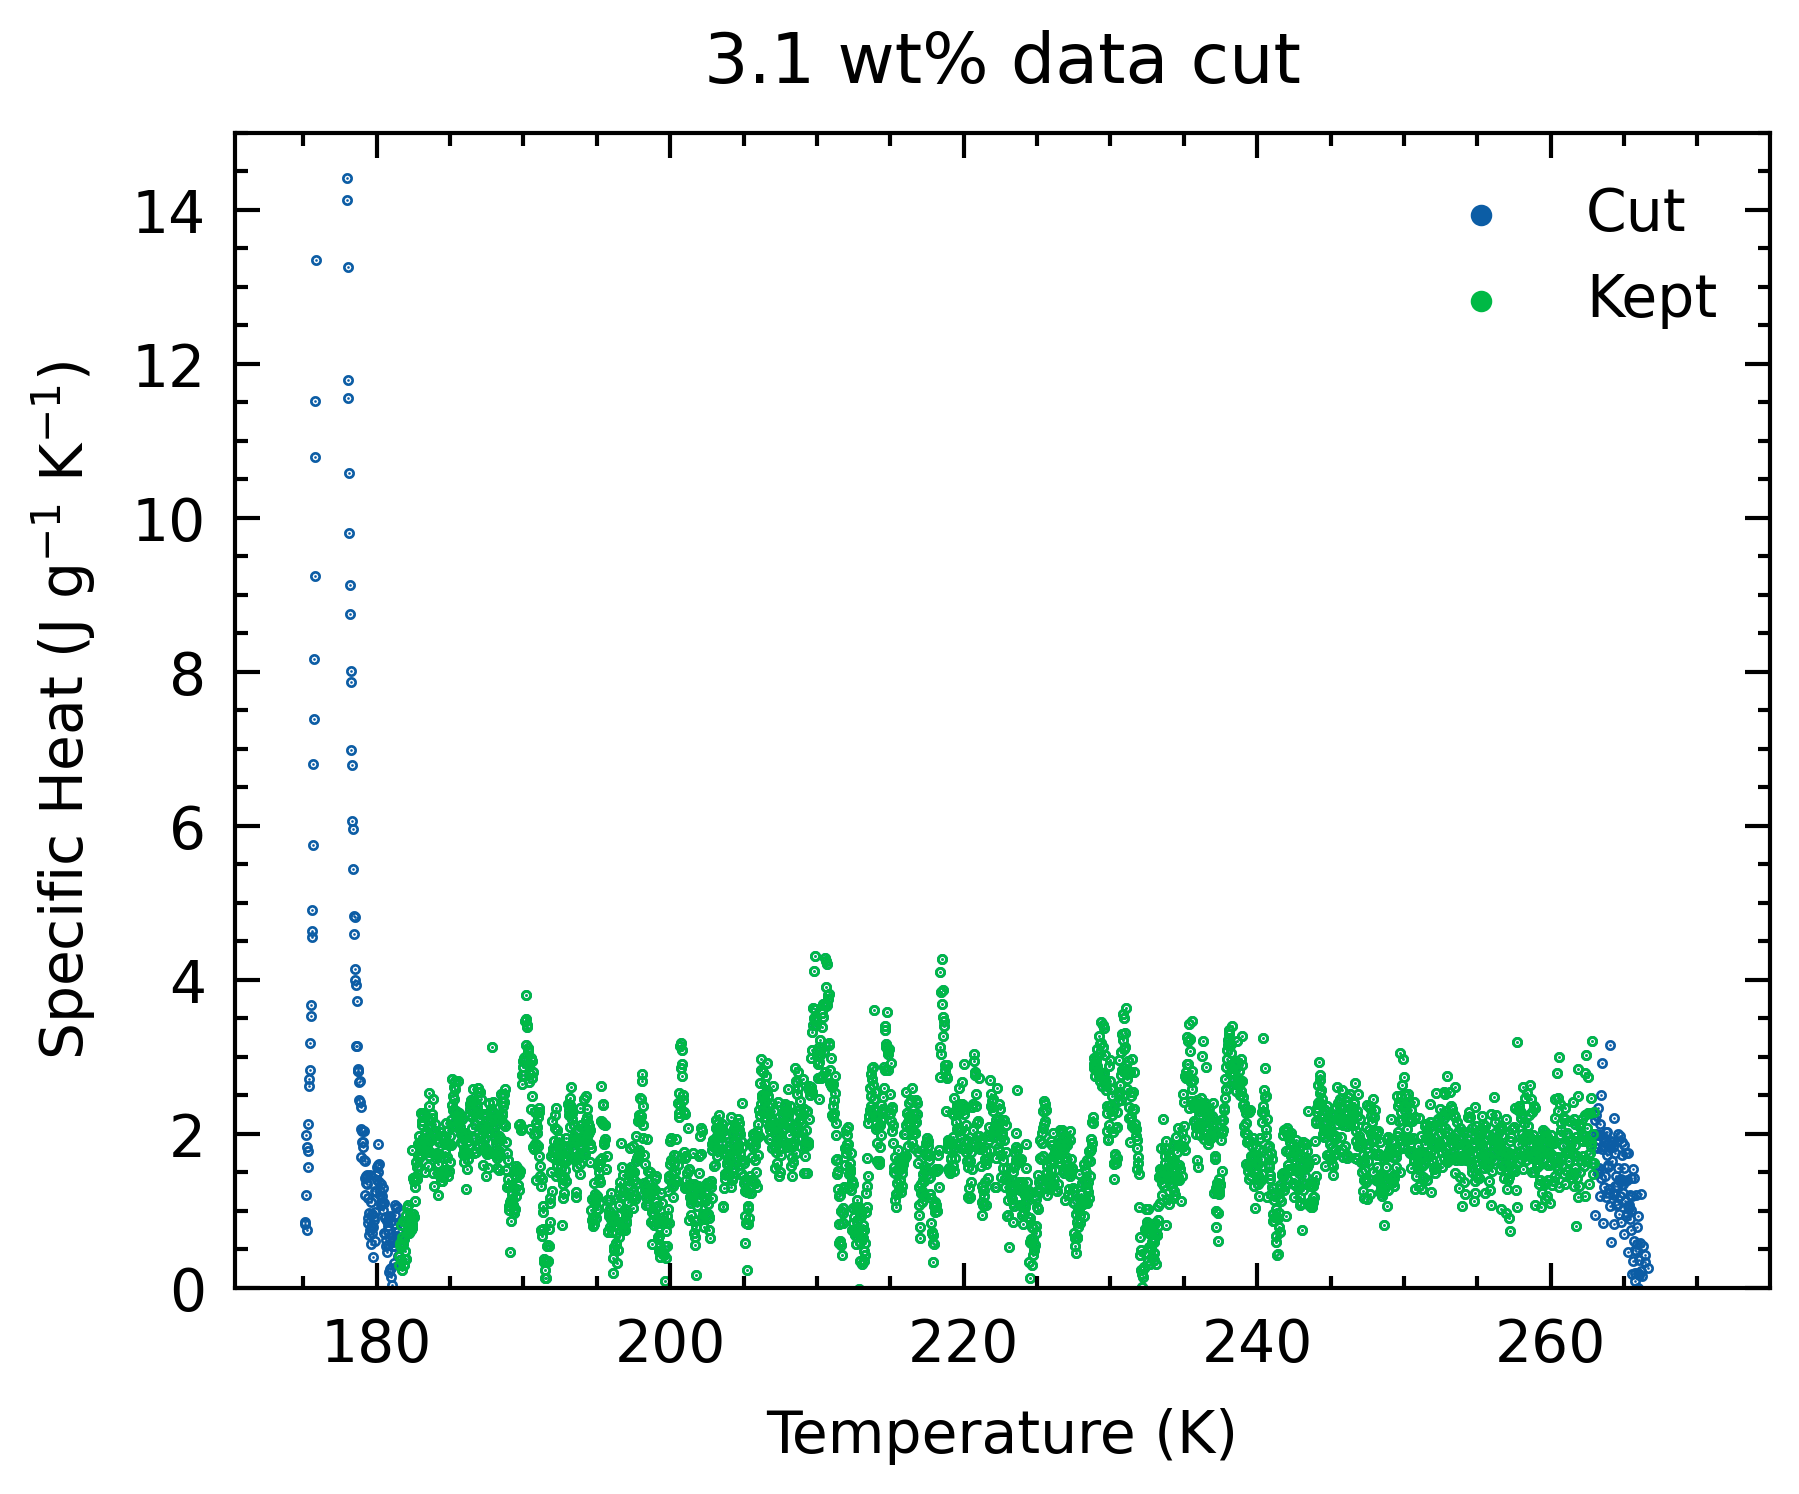 3.1 wt% data cut
Cut
Kept
14
12
10
8
6
4
2
0
Specific Heat (J g⁻¹ K⁻¹)
180 200 220 240 260
Temperature (K)